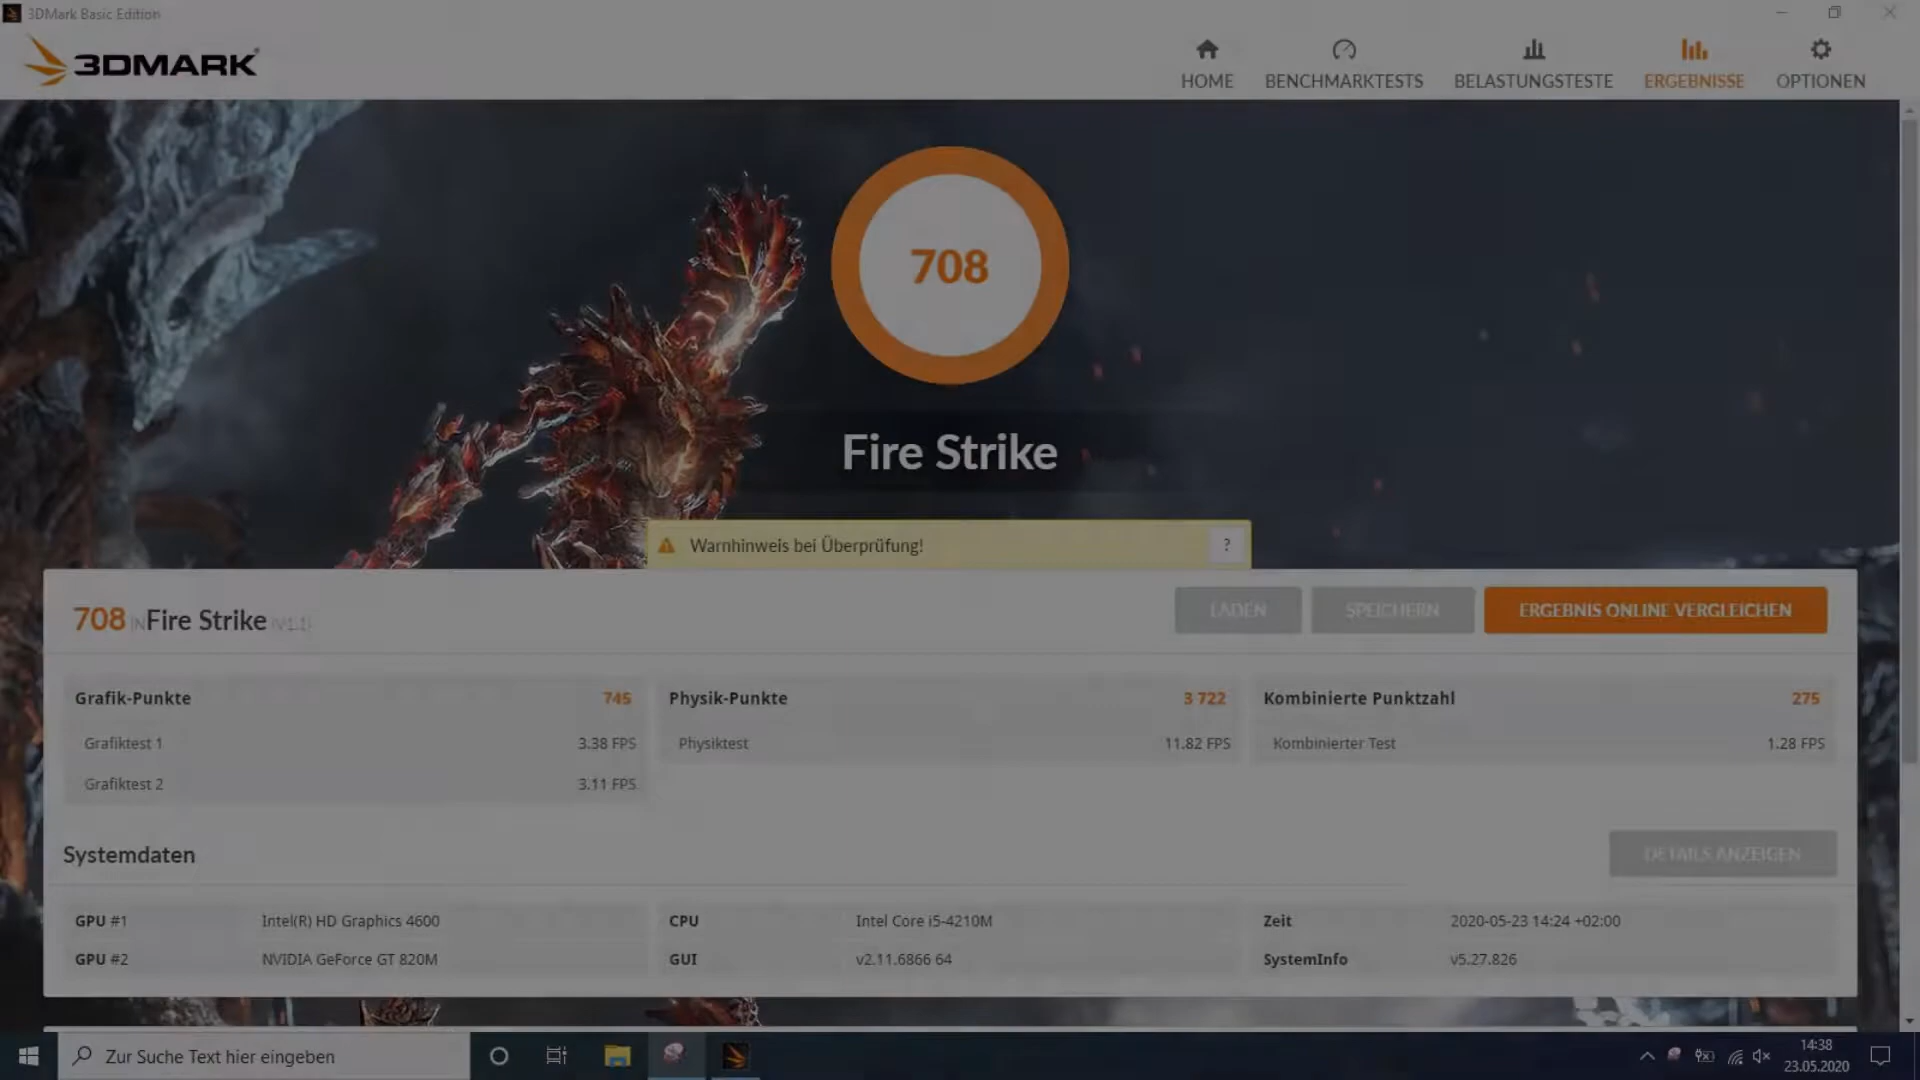 3DMark Basic Edition
3DMARK
HOME
BENCHMARKTESTS
BELASTUNGSTESTE
ERGEBNISSE
OPTIONEN
708
Fire Strike
Warnhinweis bei Überprüfung!
?
708 IN Fire Strike (V1.1)
LADEN
SPEICHERN
ERGEBNIS ONLINE VERGLEICHEN
Grafik-Punkte 745
Grafiktest 1 3.38 FPS
Grafiktest 2 3.11 FPS
Physik-Punkte 3 722
Physiktest 11.82 FPS
Kombinierte Punktzahl 275
Kombinierter Test 1.28 FPS
Systemdaten
DETAILS ANZEIGEN
GPU #1 Intel(R) HD Graphics 4600
GPU #2 NVIDIA GeForce GT 820M
CPU Intel Core i5-4210M
GUI v2.11.6866 64
Zeit 2020-05-23 14:24 +02:00
SystemInfo v5.27.826
Zur Suche Text hier eingeben
14:38
23.05.2020